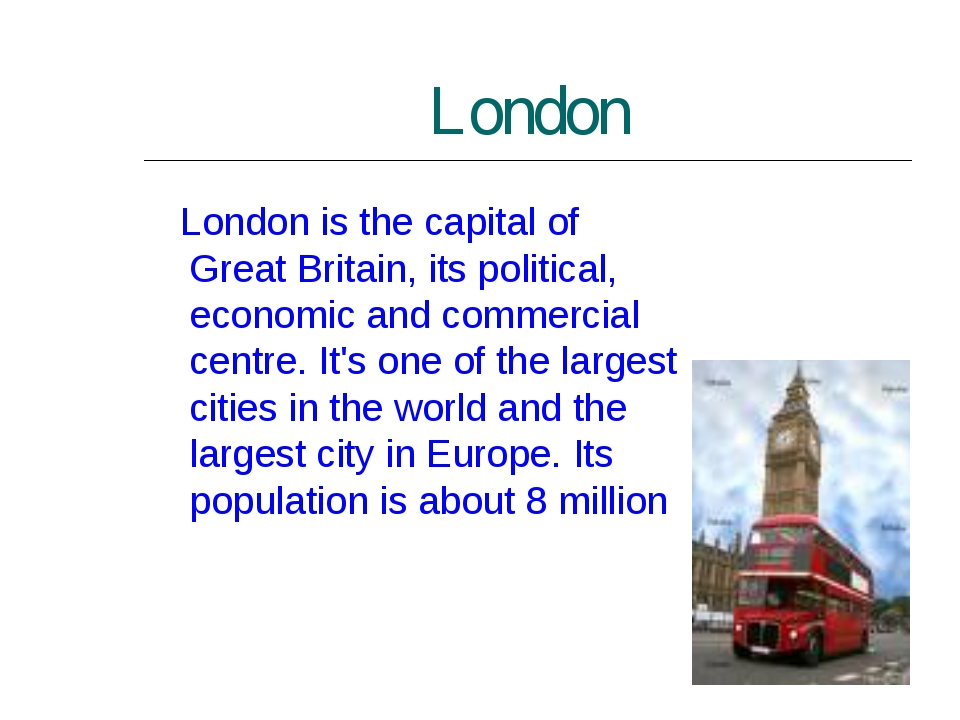 London
London is the capital of
Great Britain, its political,
economic and commercial
centre. It's one of the largest
cities in the world and the
largest city in Europe. Its
population is about 8 million